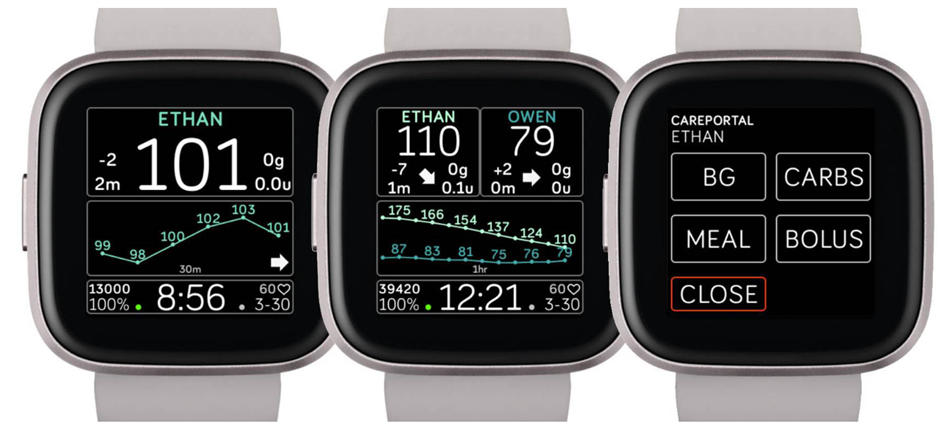 ETHAN
-2 101 0g
2m 0.0u
99 98 100 102 103 101
30m
13000 8:56 60♡
100% 3-30
ETHAN OWEN
110 79
-7 0g +2 0g
1m 0.1u 0m 0u
175 166 154 137 124 110
87 83 81 75 76 79
1hr
39420 12:21 60♡
100% 3-30
CAREPORTAL
ETHAN
BG CARBS
MEAL BOLUS
CLOSE